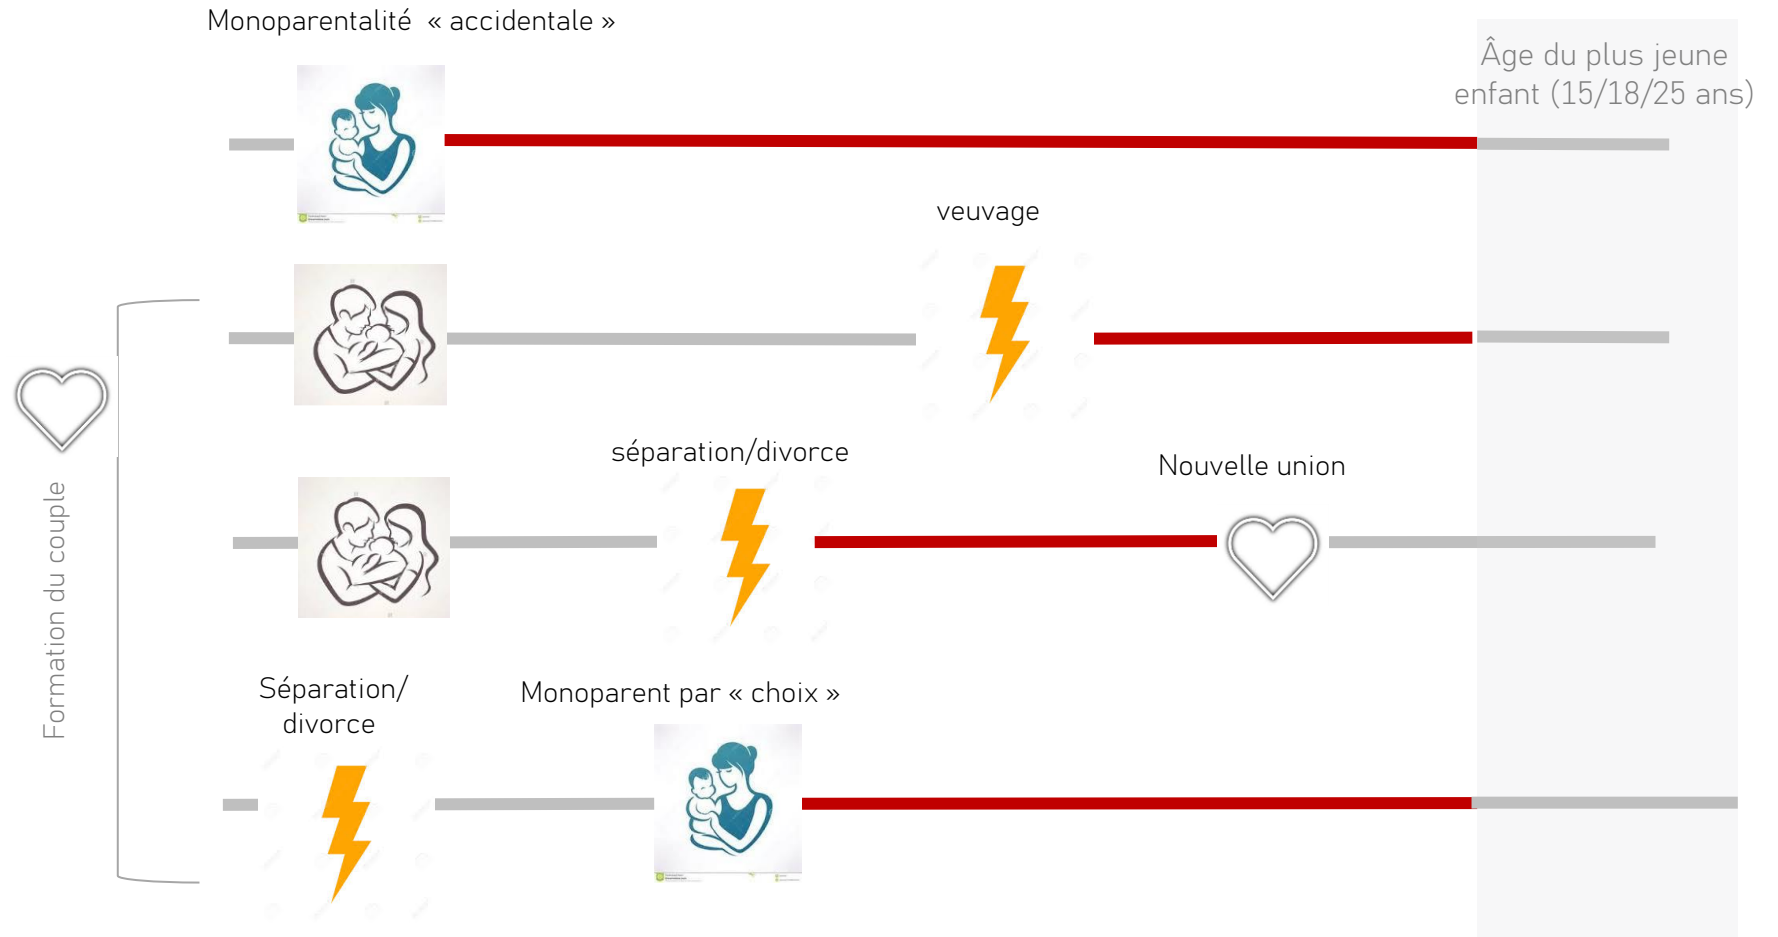 Monoparentalité « accidentale »
Âge du plus jeune
enfant (15/18/25 ans)
veuvage
séparation/divorce
Nouvelle union
Formation du couple
Séparation/
divorce
Monoparent par « choix »